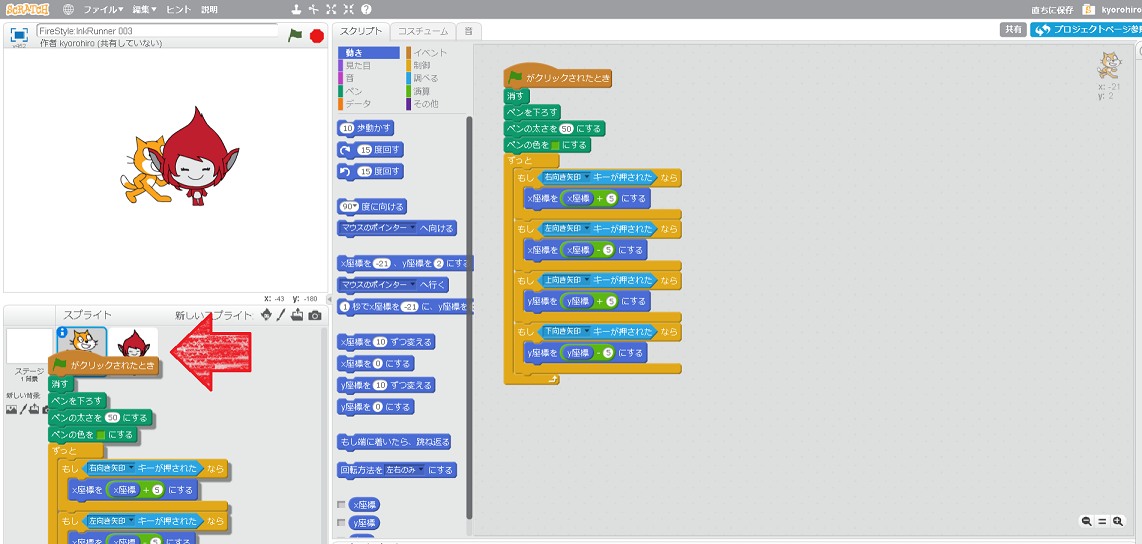 SCRATCH ファイル▼ 編集▼ ヒント 説明 直ちに保存 kyorohiro
FireStyle:InkRunner 003
作者 kyorohiro (共有していない)
スクリプト コスチューム 音
共有 プロジェクトページ参照
動き イベント
見た目 制御
音 調べる
ペン 演算
データ その他
10 歩動かす
15 度回す
15 度回す
90▼ 度に向ける
マウスのポインター▼ へ向ける
x座標を -21 、y座標を 2 にする
マウスのポインター▼ へ行く
1 秒でx座標を -21 に、y座標を
x座標を 10 ずつ変える
x座標を 0 にする
y座標を 10 ずつ変える
y座標を 0 にする
もし端に着いたら、跳ね返る
回転方法を 左右のみ▼ にする
x座標
y座標
がクリックされたとき
消す
ペンを下ろす
ペンの太さを 50 にする
ペンの色を にする
ずっと
もし 右向き矢印▼ キーが押された なら
x座標を x座標 + 5 にする
もし 左向き矢印▼ キーが押された なら
x座標を x座標 - 5 にする
もし 上向き矢印▼ キーが押された なら
y座標を y座標 + 5 にする
もし 下向き矢印▼ キーが押された なら
y座標を y座標 - 5 にする
x: -21
y: 2
x: -43 y: -180
スプライト 新しいスプライト:
ステージ
1 背景
新しい背景
がクリックされたとき
消す
ペンを下ろす
ペンの太さを 50 にする
ペンの色を にする
ずっと
もし 右向き矢印▼ キーが押された なら
x座標を x座標 + 5 にする
もし 左向き矢印▼ キーが押された なら
x座標を x座標 - 5 にする